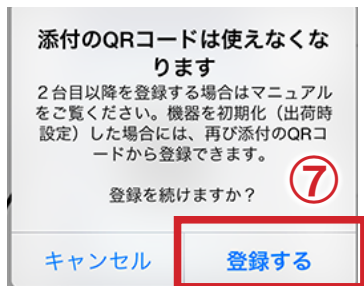 添付のQRコードは使えなくな
ります
２台目以降を登録する場合はマニュアル
をご覧ください。機器を初期化（出荷時
設定）した場合には、再び添付のQRコ
ードから登録できます。
登録を続けますか？
⑦
キャンセル
登録する